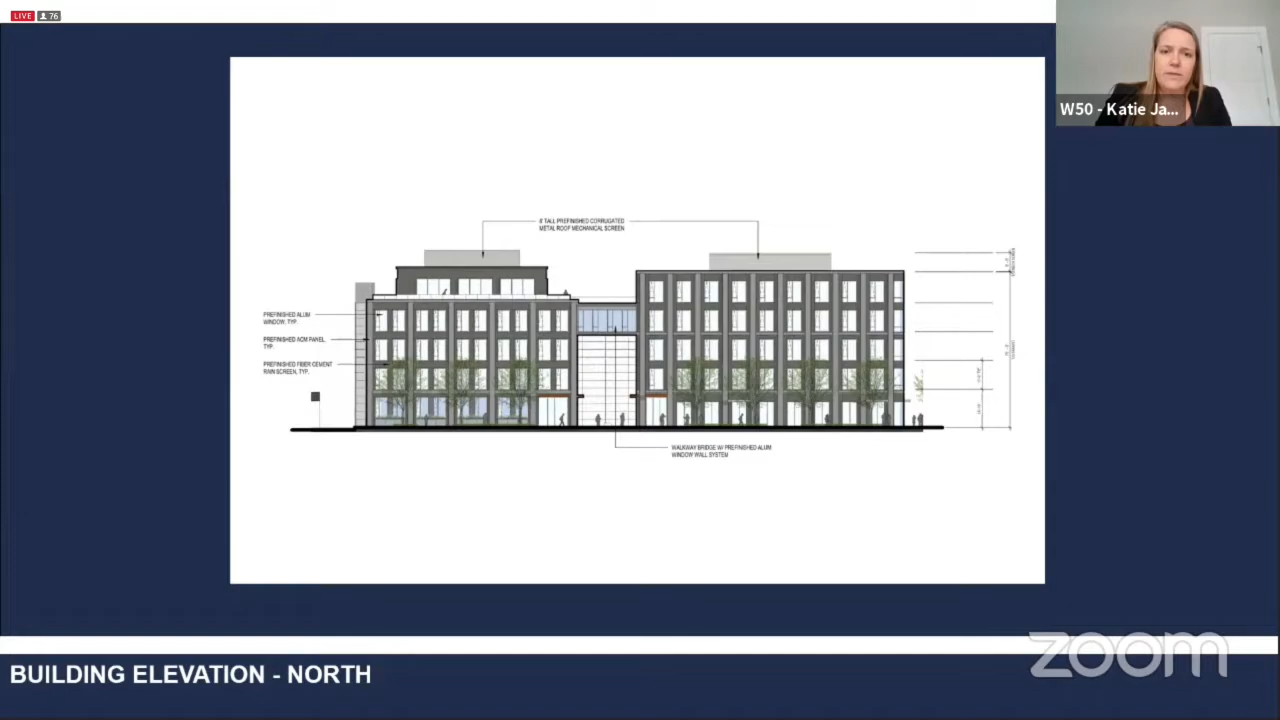 LIVE 76
W50 - Katie Ja...
8' TALL PREFINISHED CORRUGATED
METAL ROOF MECHANICAL SCREEN
PREFINISHED ALUM
WINDOW, TYP.
PREFINISHED ACM PANEL,
TYP.
PREFINISHED FIBER CEMENT
RAIN SCREEN, TYP.
WALKWAY BRIDGE W/ PREFINISHED ALUM
WINDOW WALL SYSTEM
zoom
BUILDING ELEVATION - NORTH